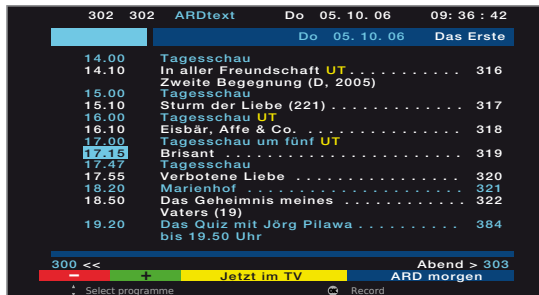 302 302 ARDtext Do 05. 10. 06 09: 36 : 42
Do 05. 10. 06 Das Erste
14.00 Tagesschau
14.10 In aller Freundschaft UT . . . . . . . . . . . 316
Zweite Begegnung (D, 2005)
15.00 Tagesschau
15.10 Sturm der Liebe (221) . . . . . . . . . . . . . 317
16.00 Tagesschau UT
16.10 Eisbär, Affe & Co. . . . . . . . . . . . . . . . . 318
17.00 Tagesschau um fünf UT
17.15 Brisant . . . . . . . . . . . . . . . . . . . . 319
17.47 Tagesschau
17.55 Verbotene Liebe . . . . . . . . . . . . . . . . 320
18.20 Marienhof . . . . . . . . . . . . . . . . . . . . 321
18.50 Das Geheimnis meines . . . . . . . . . . . . 322
Vaters (19)
19.20 Das Quiz mit Jörg Pilawa . . . . . . . . . . 384
bis 19.50 Uhr
300 << Abend > 303
– + Jetzt im TV ARD morgen
Select programme Record